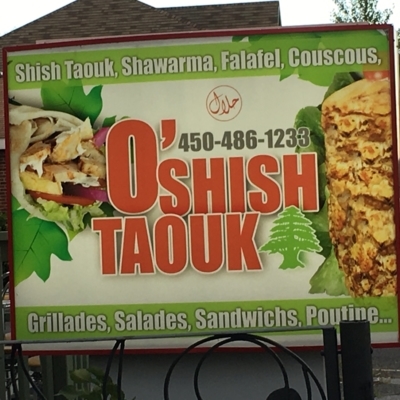 Shish Taouk, Shawarma, Falafel, Couscous,
حلال
450-486-1233
O'SHISH
TAOUK
Grillades, Salades, Sandwichs, Poutine...